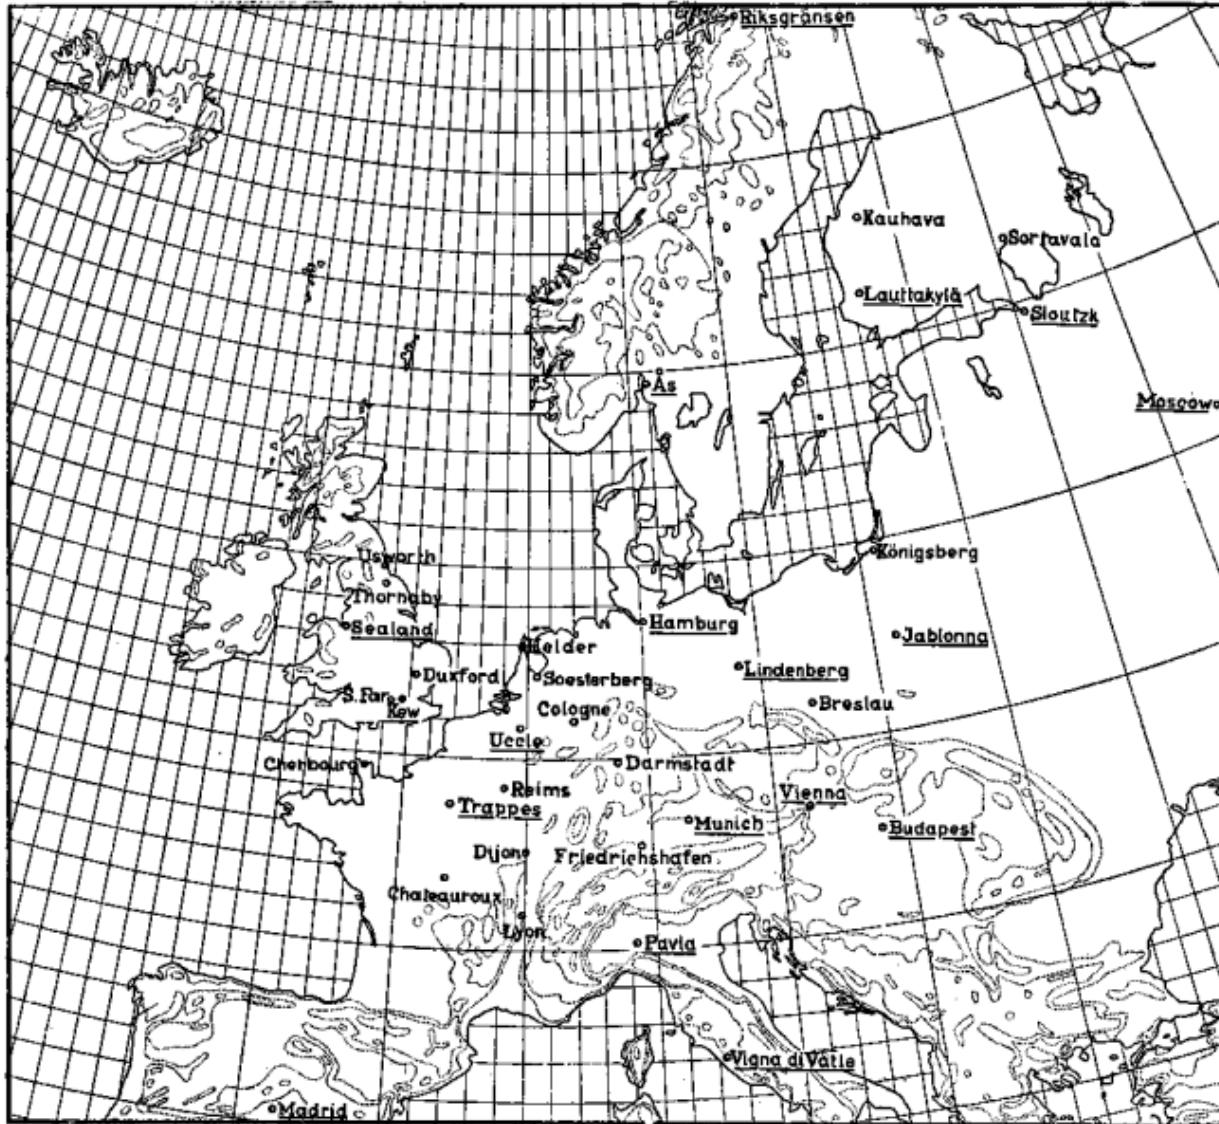 Riksgränsen
Kauhava
Sortavala
Lauttakylä
Sloutzk
Ås
Moscowa
Usworth
Königsberg
Thornaby
Sealand
Hamburg
Jablonna
Helder
Lindenberg
Duxford
Soesterberg
S. Far
Kew
Cologne
Breslau
Uccle
Cherbourg
Darmstadt
Reims
Trappes
Vienna
Munich
Budapest
Dijon
Friedrichshafen
Chateauroux
Lyon
Pavia
Vigna di Valle
Madrid